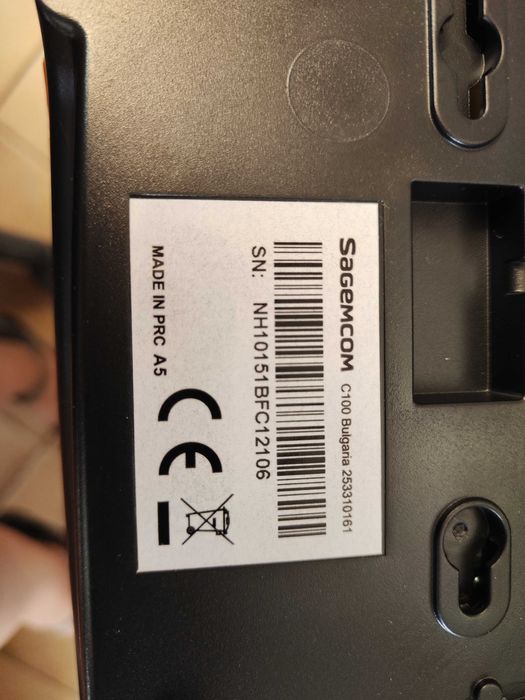 SAGEMCOM C100 Bulgaria 253310161
SN: NH10151BFC12106
MADE IN PRC A5
CE